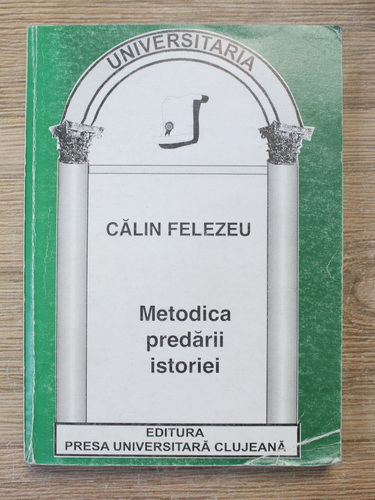 UNIVERSITARIA
CĂLIN FELEZEU
Metodica
predării
istoriei
EDITURA
PRESA UNIVERSITARĂ CLUJEANĂ